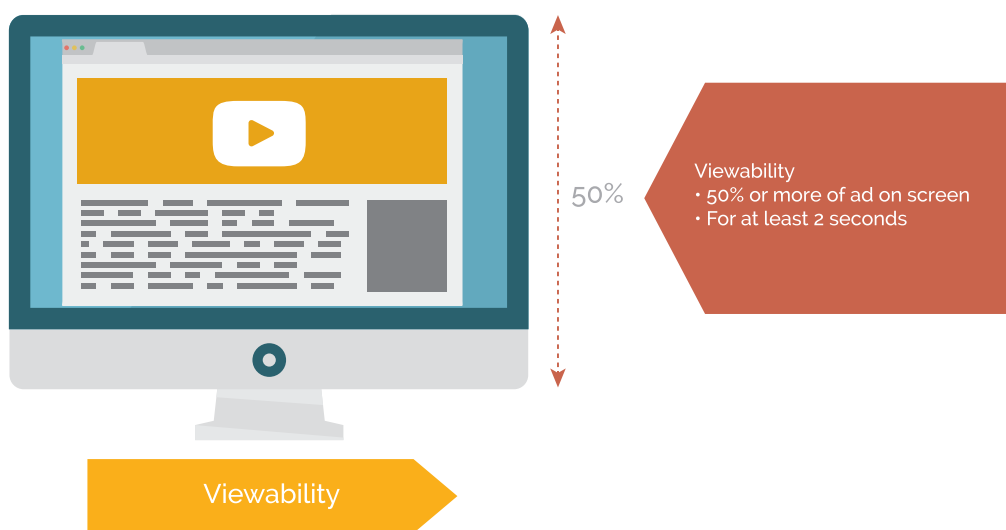 50%
Viewability
• 50% or more of ad on screen
• For at least 2 seconds
Viewability